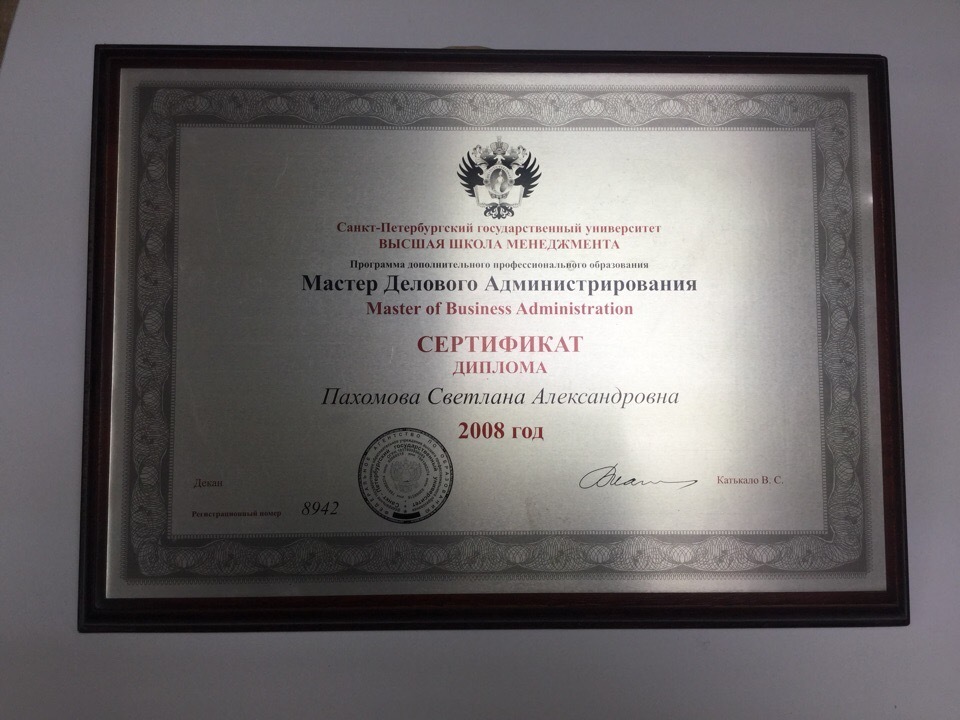 Санкт-Петербургский государственный университет
ВЫСШАЯ ШКОЛА МЕНЕДЖМЕНТА
Программа дополнительного профессионального образования
Мастер Делового Администрирования
Master of Business Administration
СЕРТИФИКАТ
ДИПЛОМА
Пахомова Светлана Александровна
2008 год
Декан
Катькало В. С.
Регистрационный номер 8942